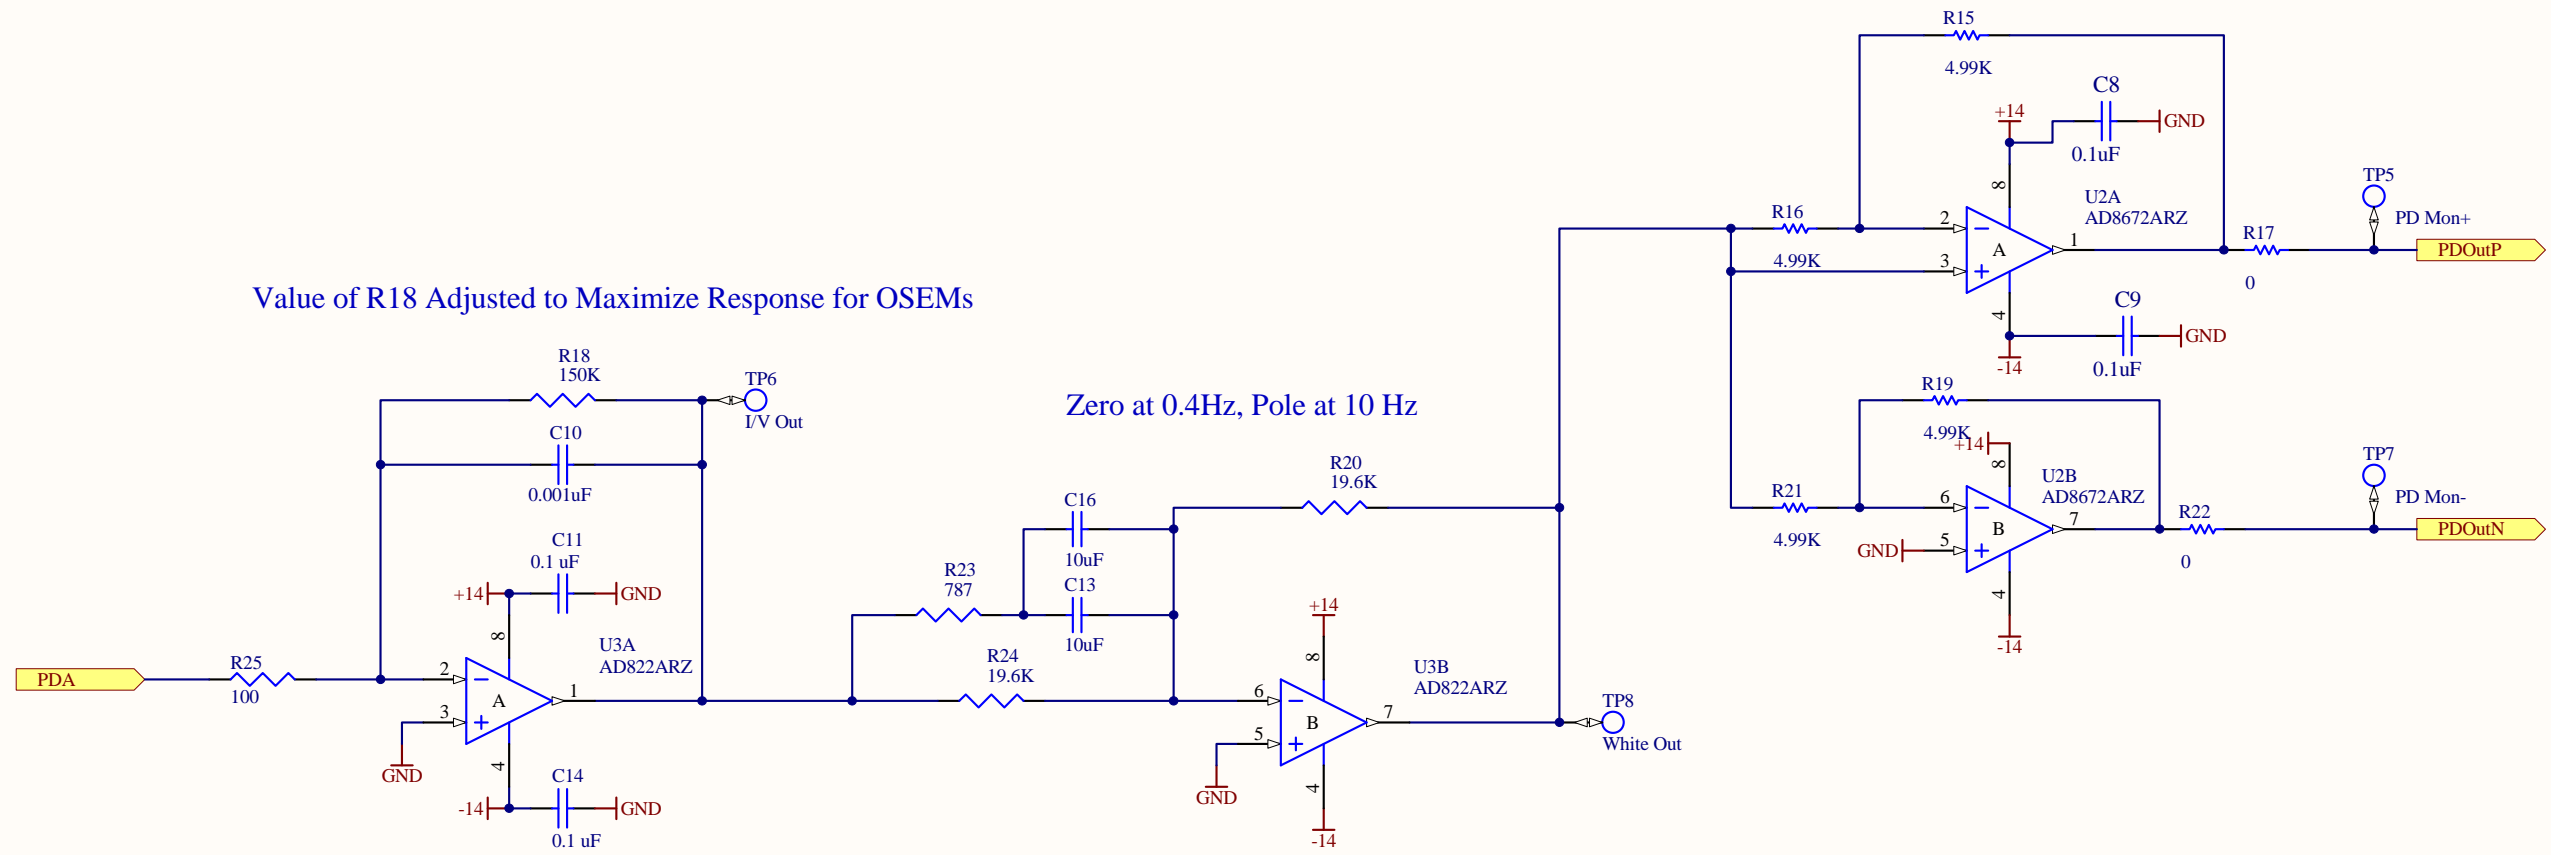 R15
4.99K
C8
+14
GND
0.1uF
8
TP5
U2A
AD8672ARZ
PD Mon+
R16
2
A
1
R17
PDOutP
4.99K
3
0
C9
4
GND
-14
0.1uF
Value of R18 Adjusted to Maximize Response for OSEMs
R18
150K
TP6
I/V Out
C10
0.001uF
C11
0.1 uF
+14
GND
8
U3A
AD822ARZ
PDA
R25
100
2
A
1
3
GND
4
C14
-14
GND
0.1 uF
Zero at 0.4Hz, Pole at 10 Hz
R20
19.6K
C16
10uF
R23
787
C13
10uF
R24
19.6K
+14
8
U3B
AD822ARZ
6
B
7
5
GND
4
-14
TP8
White Out
R19
4.99K
+14
8
U2B
AD8672ARZ
TP7
PD Mon-
R21
6
B
7
R22
PDOutN
4.99K
GND
5
0
4
-14